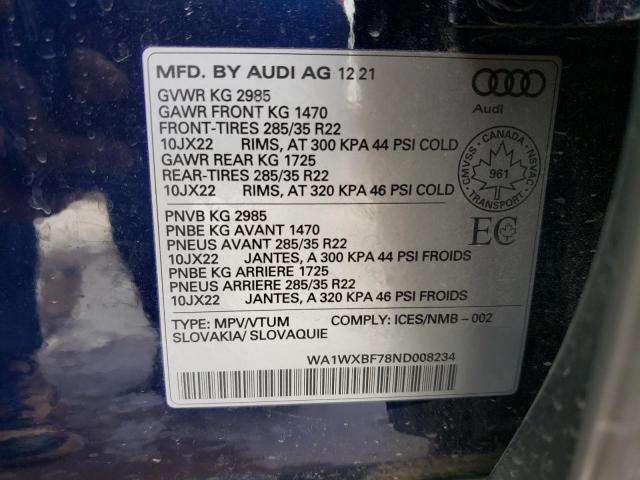 MFD. BY AUDI AG 12 21
GVWR KG 2985
GAWR FRONT KG 1470
FRONT-TIRES 285/35 R22
10JX22 RIMS, AT 300 KPA 44 PSI COLD
GAWR REAR KG 1725
REAR-TIRES 285/35 R22
10JX22 RIMS, AT 320 KPA 46 PSI COLD
Audi
CMVSS - CANADA - NSVAC
961
TRANSPORT
PNVB KG 2985
PNBE KG AVANT 1470
PNEUS AVANT 285/35 R22
10JX22 JANTES, A 300 KPA 44 PSI FROIDS
PNBE KG ARRIERE 1725
PNEUS ARRIERE 285/35 R22
10JX22 JANTES, A 320 KPA 46 PSI FROIDS
EC
TYPE: MPV/VTUM COMPLY: ICES/NMB - 002
SLOVAKIA/ SLOVAQUIE
WA1WXBF78ND008234